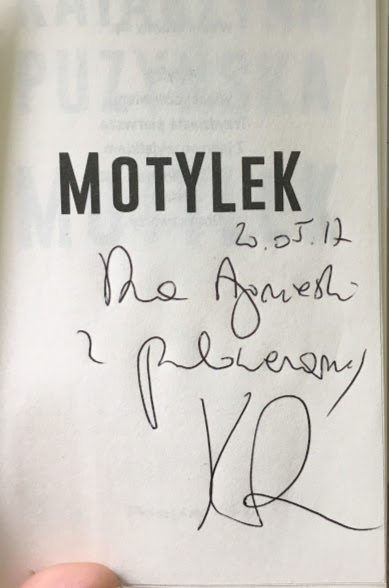 MOTYLEK
20.05.17
Dla Agnieszki
z pozdrowieniami